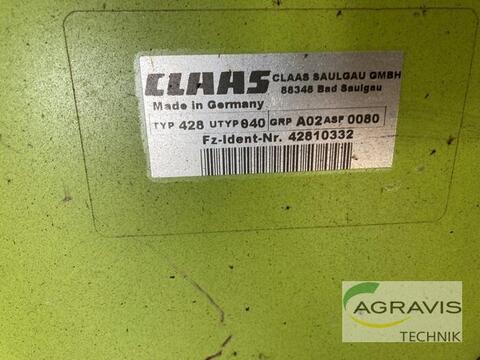 CLAAS CLAAS SAULGAU GMBH
88348 Bad Saulgau
Made in Germany
TYP 428 UTYP 040 GRP A02 ASF 0080
Fz-Ident-Nr. 42810332
AGRAVIS
TECHNIK